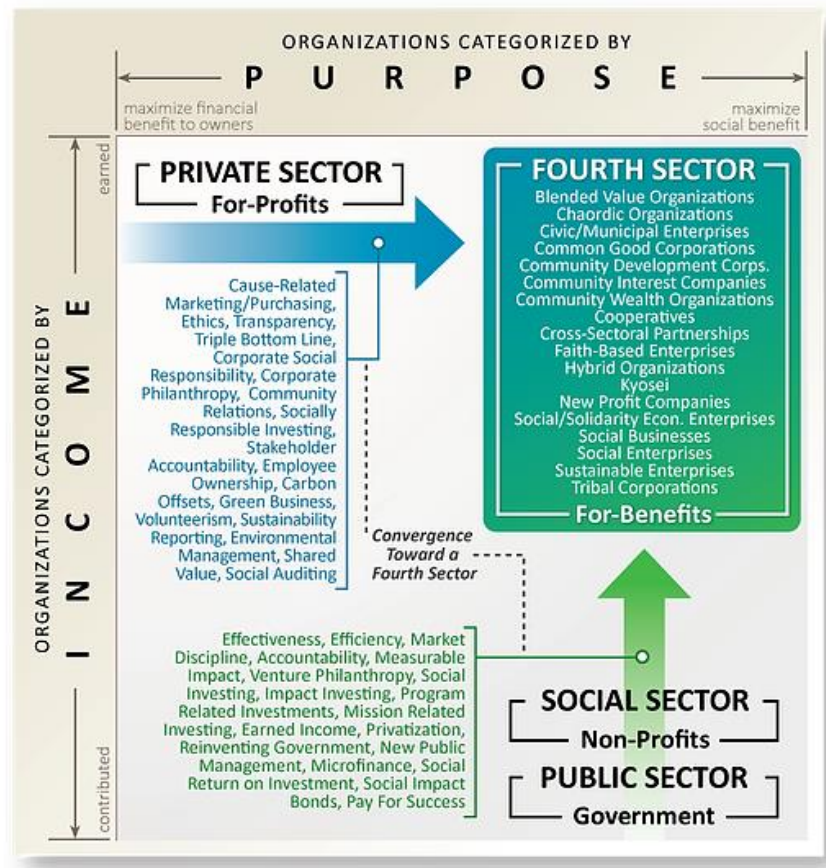 ORGANIZATIONS CATEGORIZED BY
PURPOSE
maximize financial
benefit to owners
maximize
social benefit
ORGANIZATIONS CATEGORIZED BY
INCOME
earned
contributed
PRIVATE SECTOR
For-Profits
Cause-Related
Marketing/Purchasing,
Ethics, Transparency,
Triple Bottom Line,
Corporate Social
Responsibility, Corporate
Philanthropy, Community
Relations, Socially
Responsible Investing,
Stakeholder
Accountability, Employee
Ownership, Carbon
Offsets, Green Business,
Volunteerism, Sustainability
Reporting, Environmental
Management, Shared
Value, Social Auditing
FOURTH SECTOR
Blended Value Organizations
Chaordic Organizations
Civic/Municipal Enterprises
Common Good Corporations
Community Development Corps.
Community Interest Companies
Community Wealth Organizations
Cooperatives
Cross-Sectoral Partnerships
Faith-Based Enterprises
Hybrid Organizations
Kyosei
New Profit Companies
Social/Solidarity Econ. Enterprises
Social Businesses
Social Enterprises
Sustainable Enterprises
Tribal Corporations
For-Benefits
Convergence
Toward a
Fourth Sector
Effectiveness, Efficiency, Market
Discipline, Accountability, Measurable
Impact, Venture Philanthropy, Social
Investing, Impact Investing, Program
Related Investments, Mission Related
Investing, Earned Income, Privatization,
Reinventing Government, New Public
Management, Microfinance, Social
Return on Investment, Social Impact
Bonds, Pay For Success
SOCIAL SECTOR
Non-Profits
PUBLIC SECTOR
Government